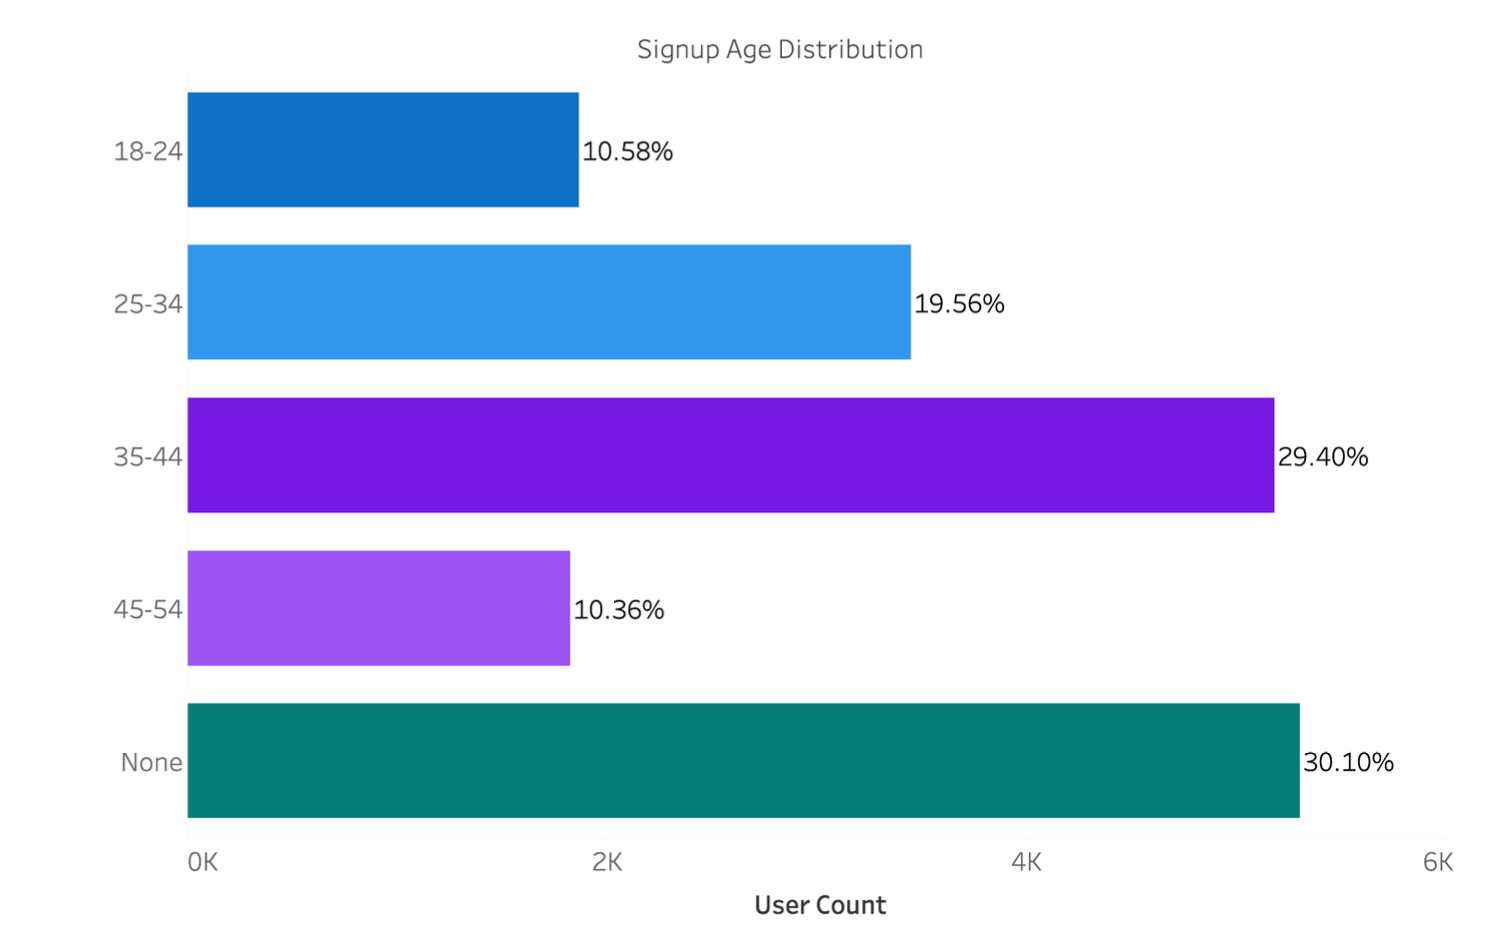 Signup Age Distribution
18-24 10.58%
25-34 19.56%
35-44 29.40%
45-54 10.36%
None 30.10%
0K 2K 4K 6K
User Count